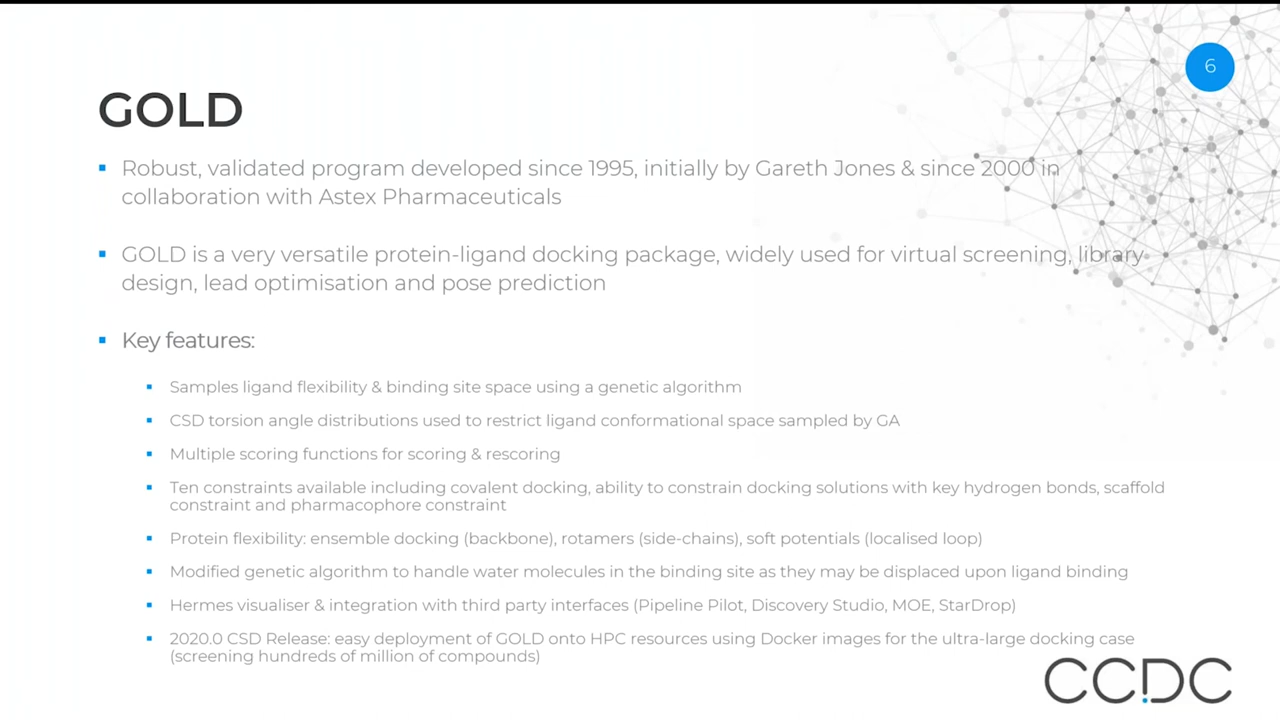 6
GOLD
Robust, validated program developed since 1995, initially by Gareth Jones & since 2000 in
collaboration with Astex Pharmaceuticals
GOLD is a very versatile protein-ligand docking package, widely used for virtual screening, library
design, lead optimisation and pose prediction
Key features:
Samples ligand flexibility & binding site space using a genetic algorithm
CSD torsion angle distributions used to restrict ligand conformational space sampled by GA
Multiple scoring functions for scoring & rescoring
Ten constraints available including covalent docking, ability to constrain docking solutions with key hydrogen bonds, scaffold
constraint and pharmacophore constraint
Protein flexibility: ensemble docking (backbone), rotamers (side-chains), soft potentials (localised loop)
Modified genetic algorithm to handle water molecules in the binding site as they may be displaced upon ligand binding
Hermes visualiser & integration with third party interfaces (Pipeline Pilot, Discovery Studio, MOE, StarDrop)
2020.0 CSD Release: easy deployment of GOLD onto HPC resources using Docker images for the ultra-large docking case
(screening hundreds of million of compounds)
CCDC